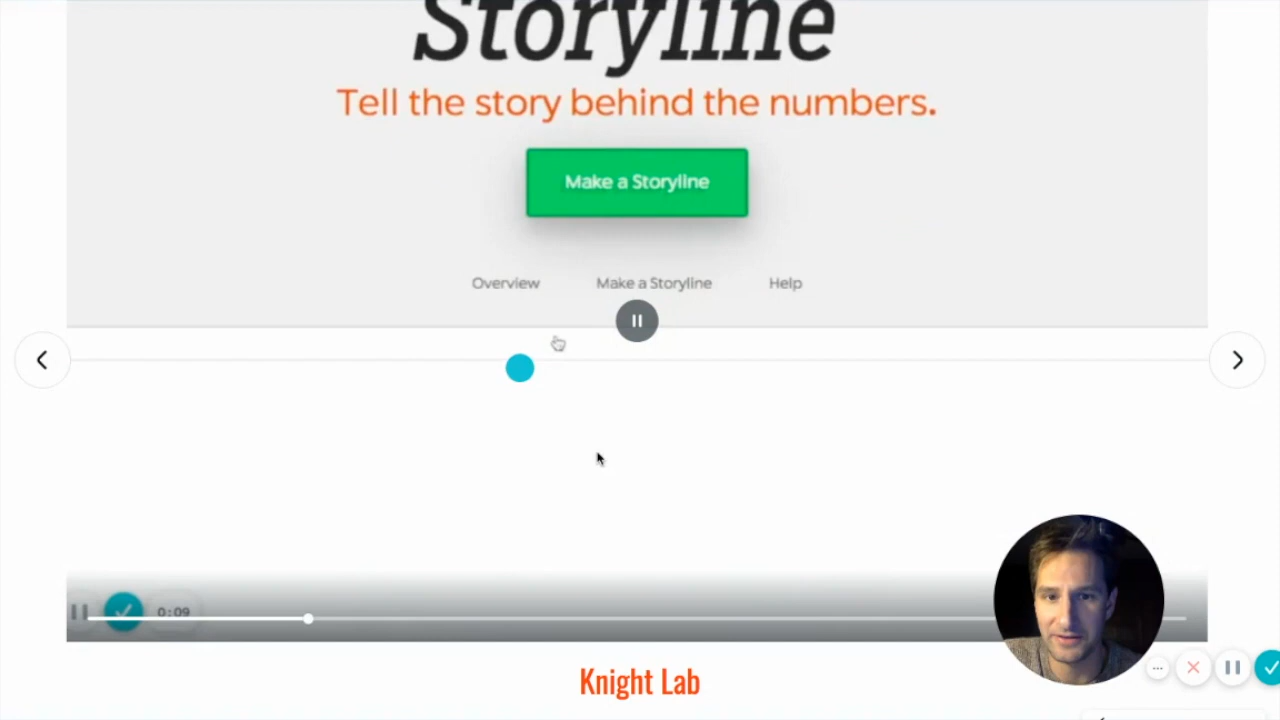 Storyline
Tell the story behind the numbers.
Make a Storyline
Overview Make a Storyline Help
0:09
Knight Lab